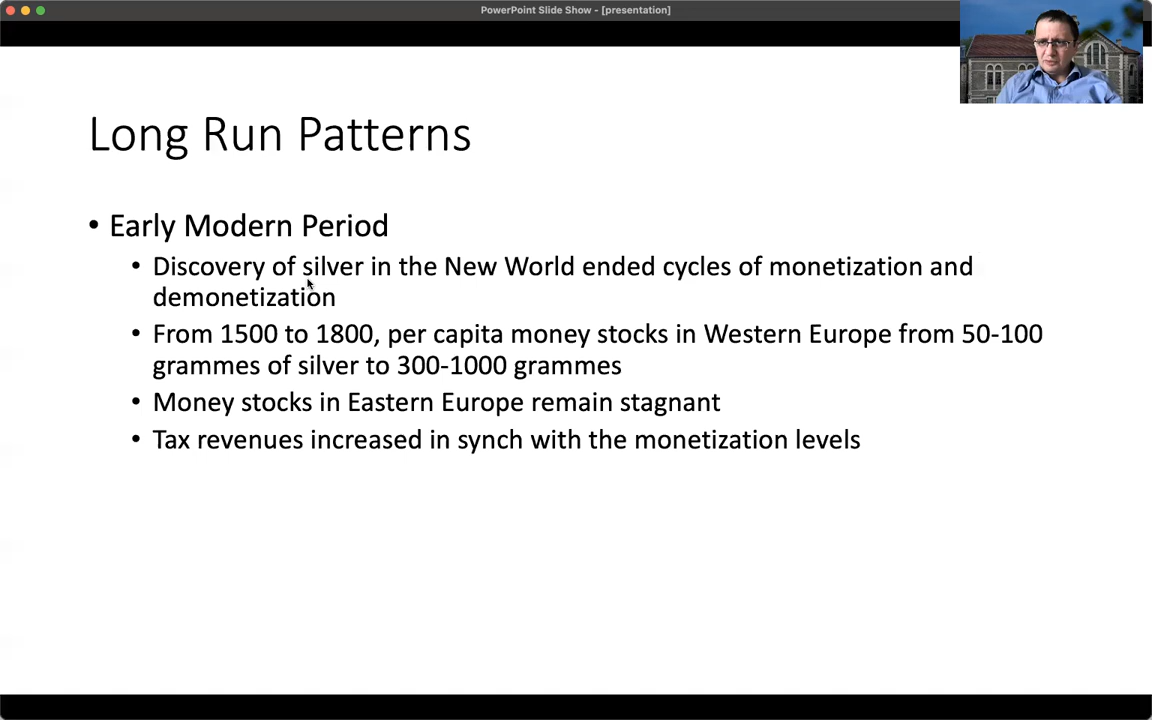 PowerPoint Slide Show - [presentation]
Long Run Patterns
• Early Modern Period
• Discovery of silver in the New World ended cycles of monetization and
demonetization
• From 1500 to 1800, per capita money stocks in Western Europe from 50-100
grammes of silver to 300-1000 grammes
• Money stocks in Eastern Europe remain stagnant
• Tax revenues increased in synch with the monetization levels